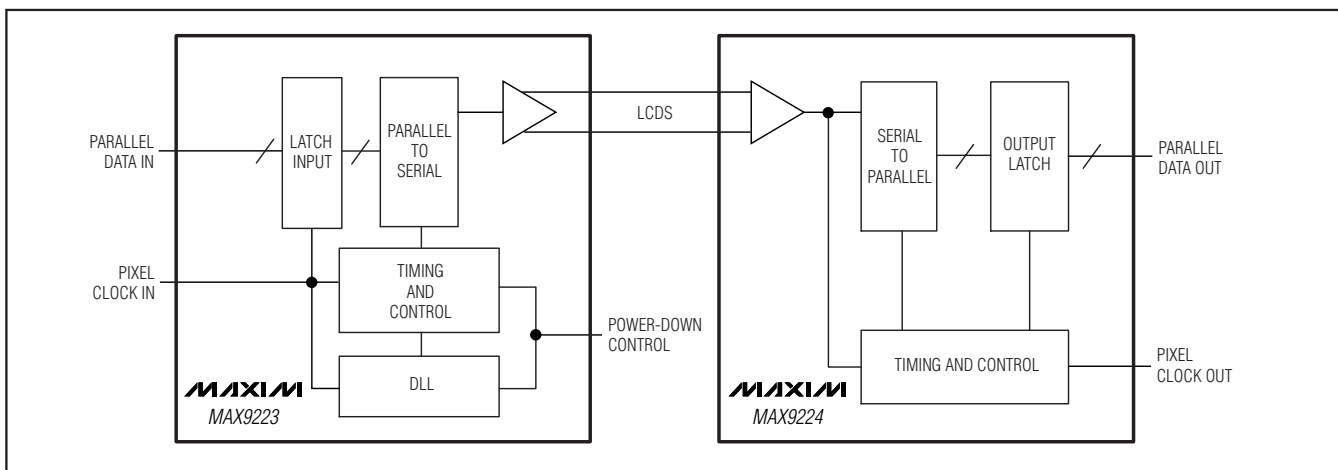 PARALLEL
DATA IN
LATCH
INPUT
PARALLEL
TO
SERIAL
PIXEL
CLOCK IN
TIMING
AND
CONTROL
DLL
POWER-DOWN
CONTROL
MAXIM
MAX9223
LCDS
SERIAL
TO
PARALLEL
OUTPUT
LATCH
PARALLEL
DATA OUT
TIMING AND CONTROL
PIXEL
CLOCK OUT
MAXIM
MAX9224